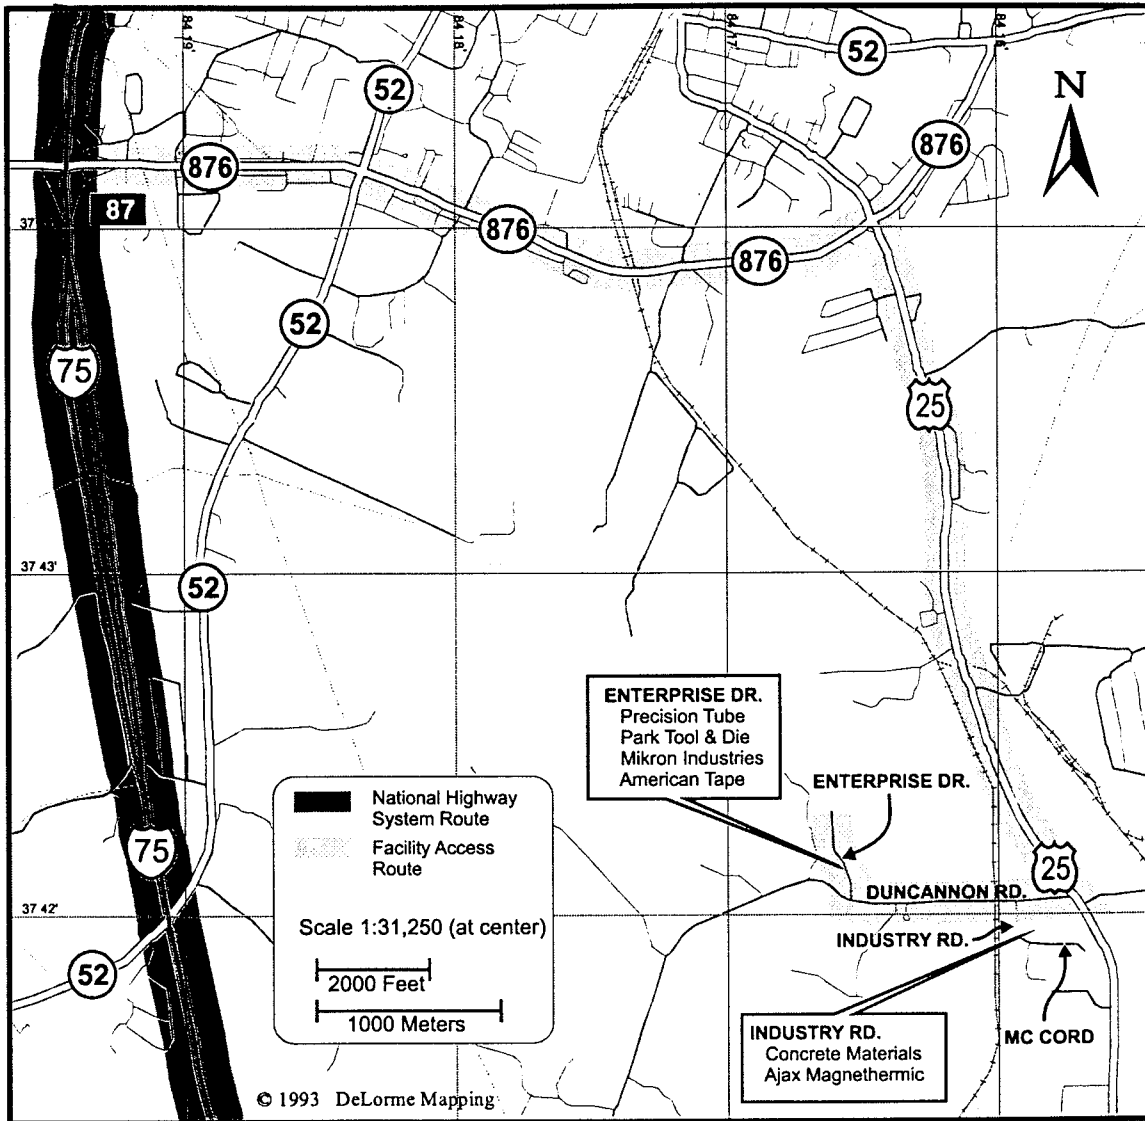 84 19'
84 18'
84 17'
84 16'
52
52
N
876
876
87
37
876
876
52
75
25
37 43'
52
ENTERPRISE DR.
Precision Tube
Park Tool & Die
Mikron Industries
American Tape
ENTERPRISE DR.
National Highway
System Route
Facility Access
Route
75
25
DUNCANNON RD.
37 42'
Scale 1:31,250 (at center)
INDUSTRY RD.
52
2000 Feet
1000 Meters
INDUSTRY RD.
Concrete Materials
Ajax Magnethermic
MC CORD
© 1993 DeLorme Mapping